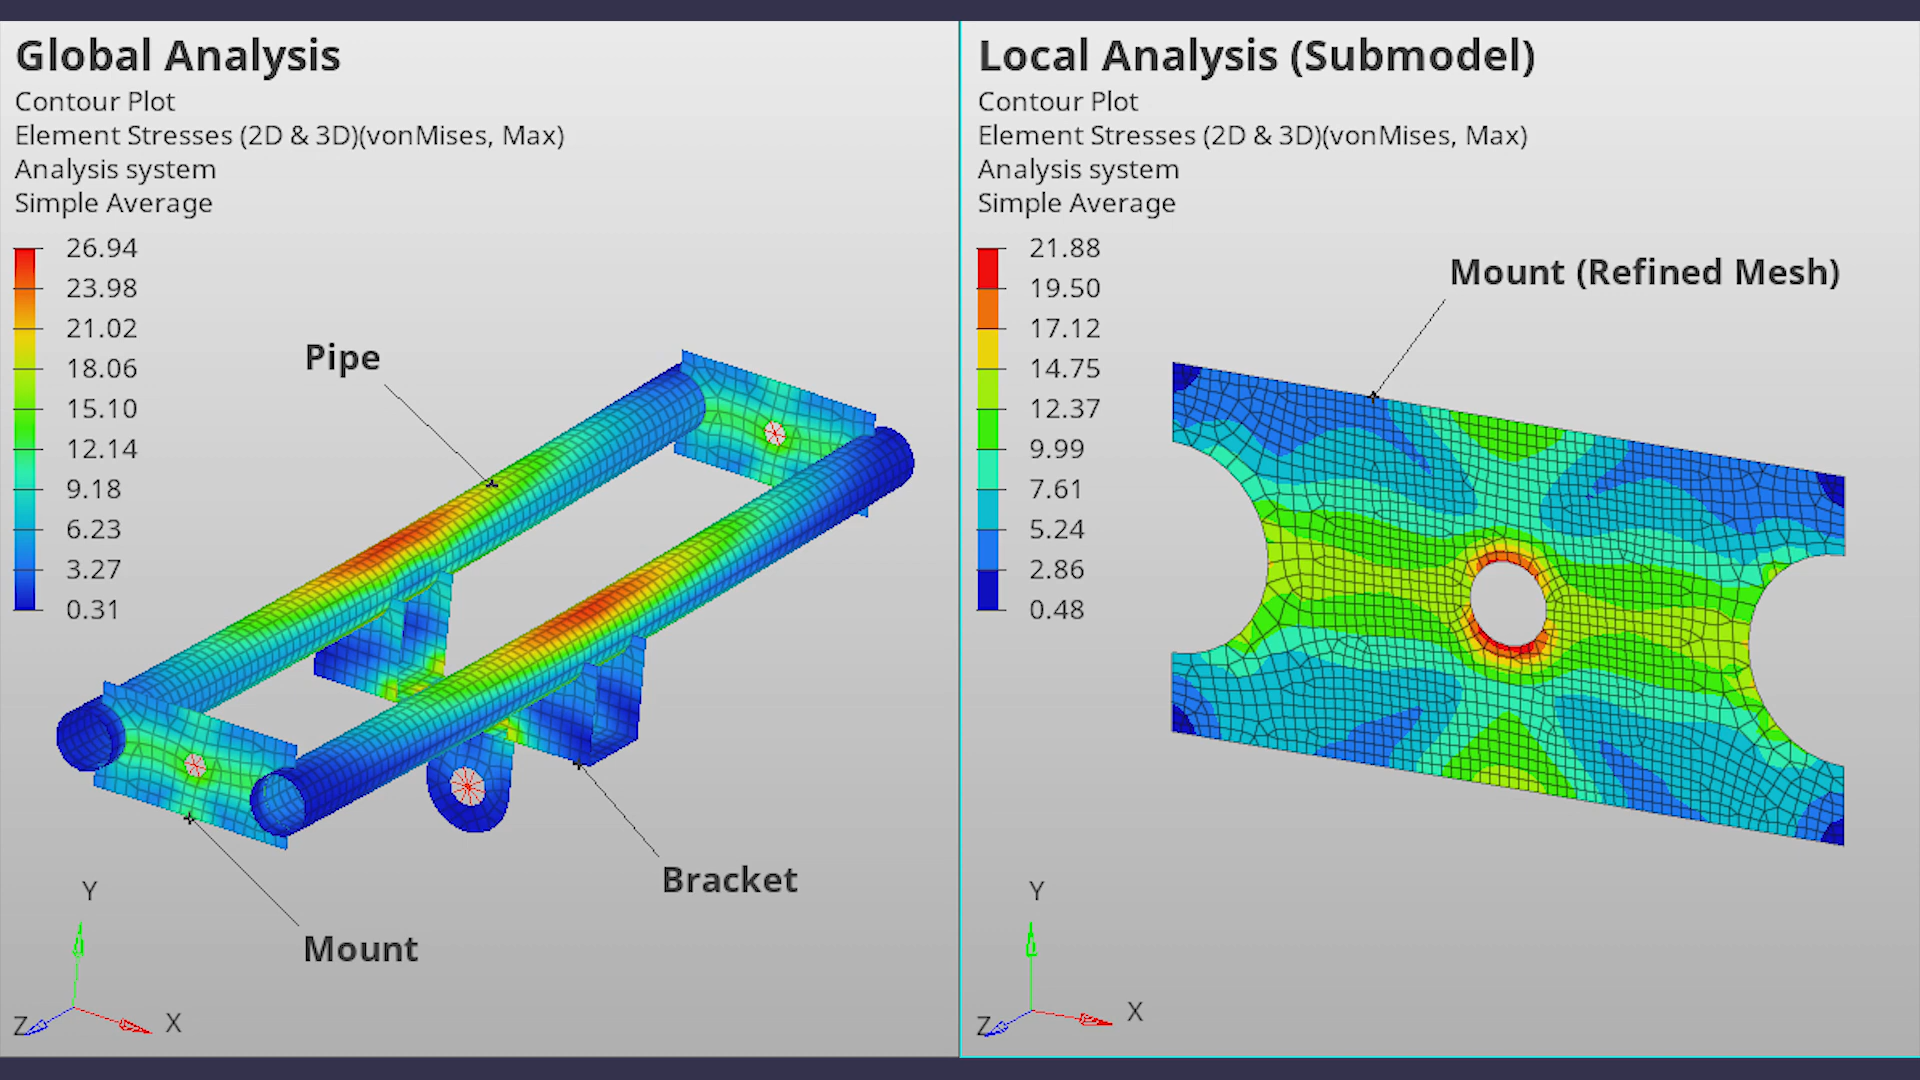 Global Analysis
Contour Plot
Element Stresses (2D & 3D)(vonMises, Max)
Analysis system
Simple Average
26.94
23.98
21.02
18.06
15.10
12.14
9.18
6.23
3.27
0.31
Pipe
Bracket
Mount
Y
Z
X
Local Analysis (Submodel)
Contour Plot
Element Stresses (2D & 3D)(vonMises, Max)
Analysis system
Simple Average
21.88
19.50
17.12
14.75
12.37
9.99
7.61
5.24
2.86
0.48
Mount (Refined Mesh)
Y
Z
X